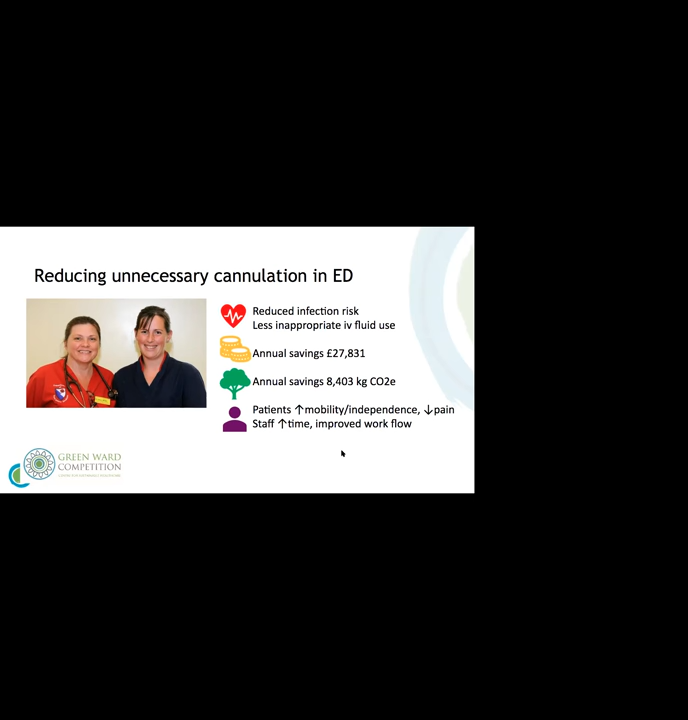 Reducing unnecessary cannulation in ED
Reduced infection risk
Less inappropriate iv fluid use
Annual savings £27,831
Annual savings 8,403 kg CO2e
Patients ↑mobility/independence, ↓pain
Staff ↑time, improved work flow
GREEN WARD
COMPETITION